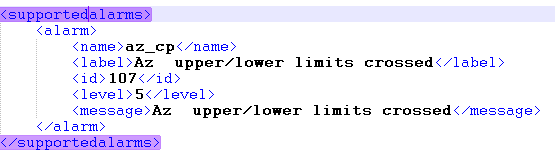 <supportedalarms>
<alarm>
<name>az_cp</name>
<label>Az  upper/lower limits crossed</label>
<id>107</id>
<level>5</level>
<message>Az  upper/lower limits crossed</message>
</alarm>
</supportedalarms>